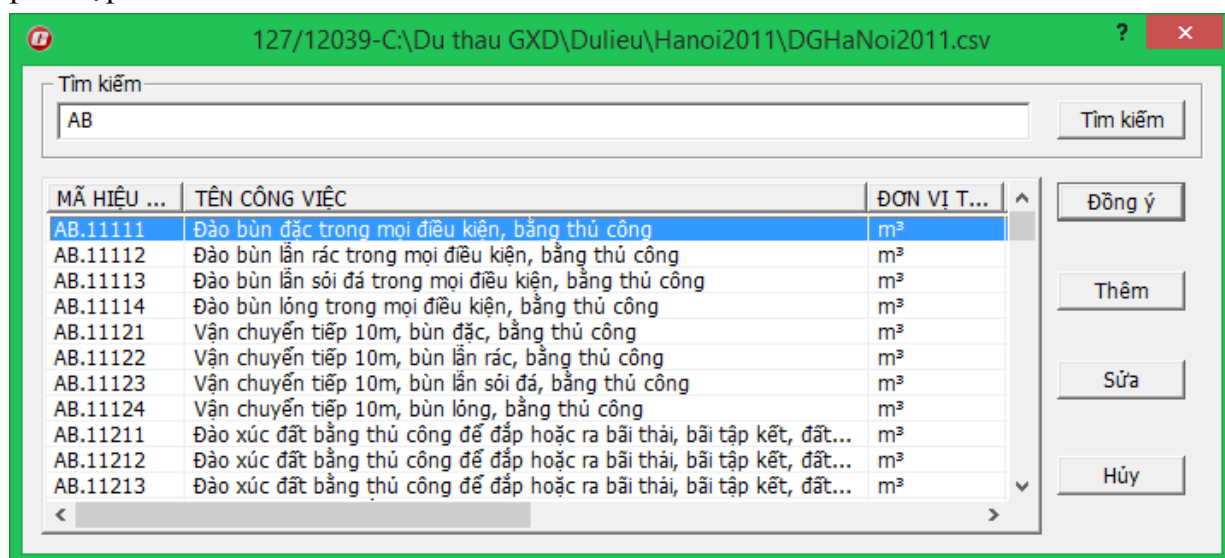 127/12039-C:\Du thau GXD\Dulieu\Hanoi2011\DGHaNoi2011.csv ? ×
Tìm kiếm
AB Tìm kiếm
MÃ HIỆU ... TÊN CÔNG VIỆC ĐƠN VỊ T...
Đồng ý
AB.11111 Đào bùn đặc trong mọi điều kiện, bằng thủ công m³
AB.11112 Đào bùn lẫn rác trong mọi điều kiện, bằng thủ công m³
AB.11113 Đào bùn lẫn sỏi đá trong mọi điều kiện, bằng thủ công m³
Thêm
AB.11114 Đào bùn lỏng trong mọi điều kiện, bằng thủ công m³
AB.11121 Vận chuyển tiếp 10m, bùn đặc, bằng thủ công m³
AB.11122 Vận chuyển tiếp 10m, bùn lẫn rác, bằng thủ công m³
AB.11123 Vận chuyển tiếp 10m, bùn lẫn sỏi đá, bằng thủ công m³
Sửa
AB.11124 Vận chuyển tiếp 10m, bùn lỏng, bằng thủ công m³
AB.11211 Đào xúc đất bằng thủ công để đắp hoặc ra bãi thải, bãi tập kết, đất... m³
AB.11212 Đào xúc đất bằng thủ công để đắp hoặc ra bãi thải, bãi tập kết, đất... m³
AB.11213 Đào xúc đất bằng thủ công để đắp hoặc ra bãi thải, bãi tập kết, đất... m³
Hủy